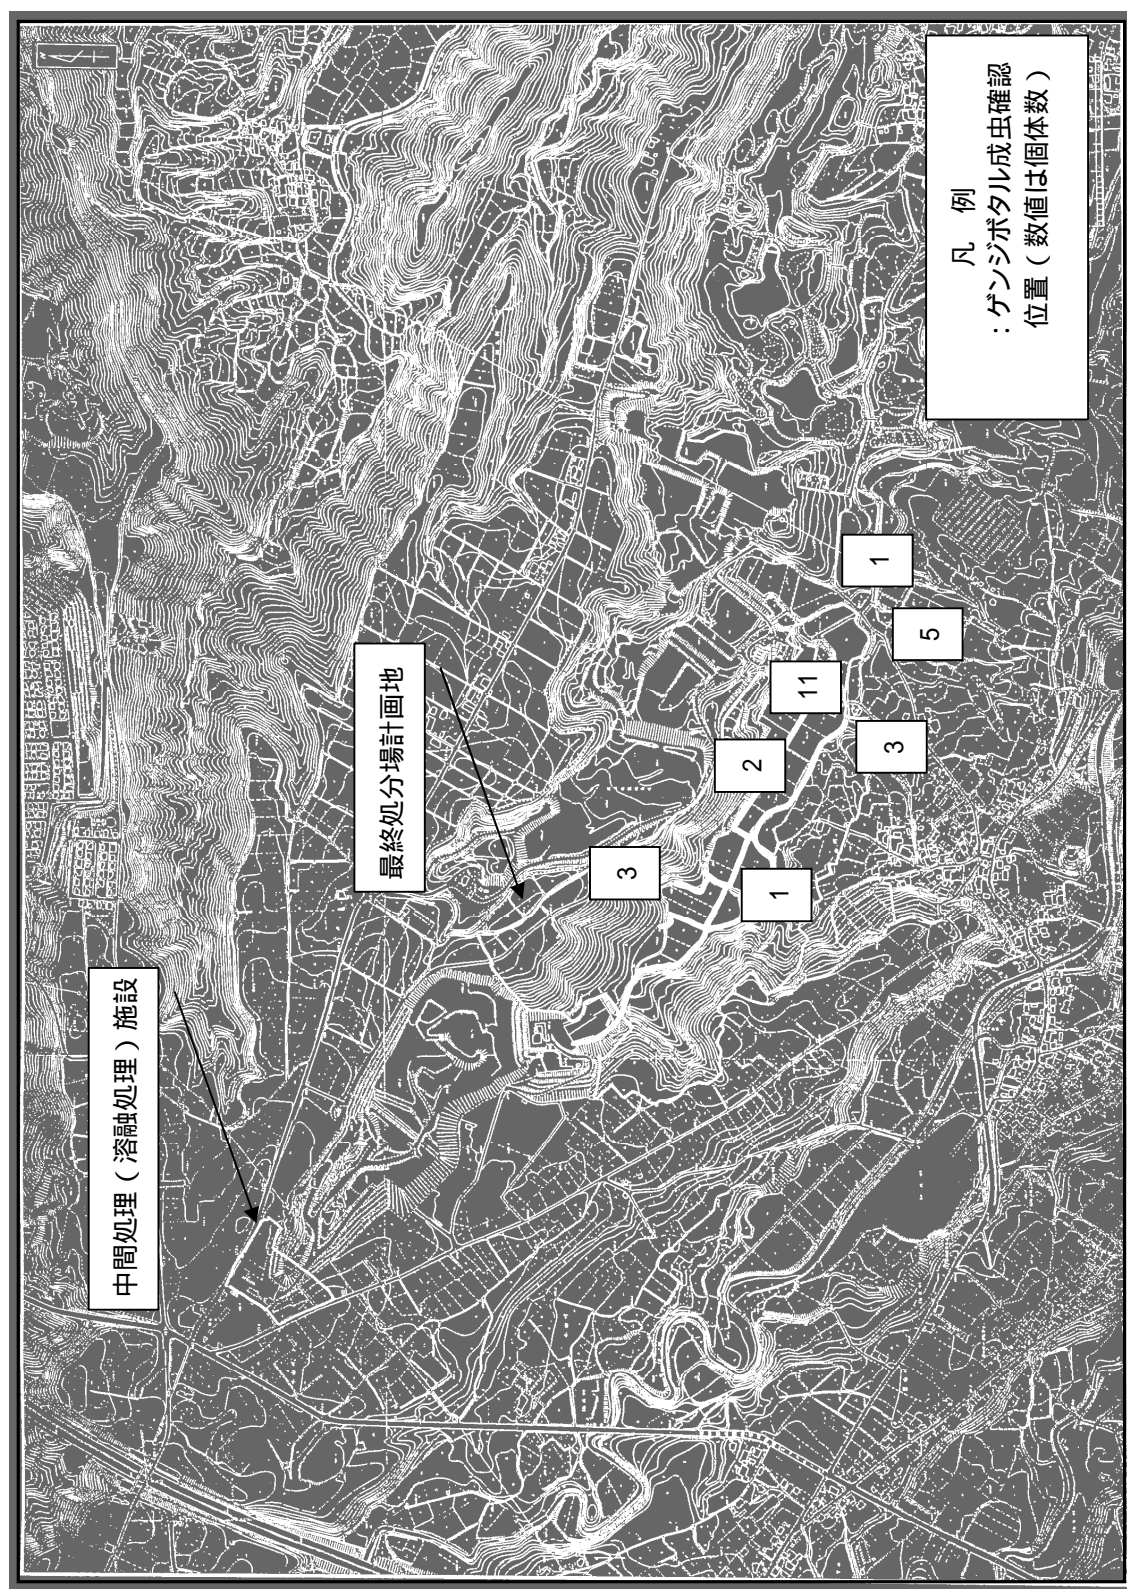 中間処理（溶融処理）施設
最終処分場計画地
3
1
2
3
11
5
1
凡　例
：ゲンジボタル成虫確認
位置（数値は個体数）